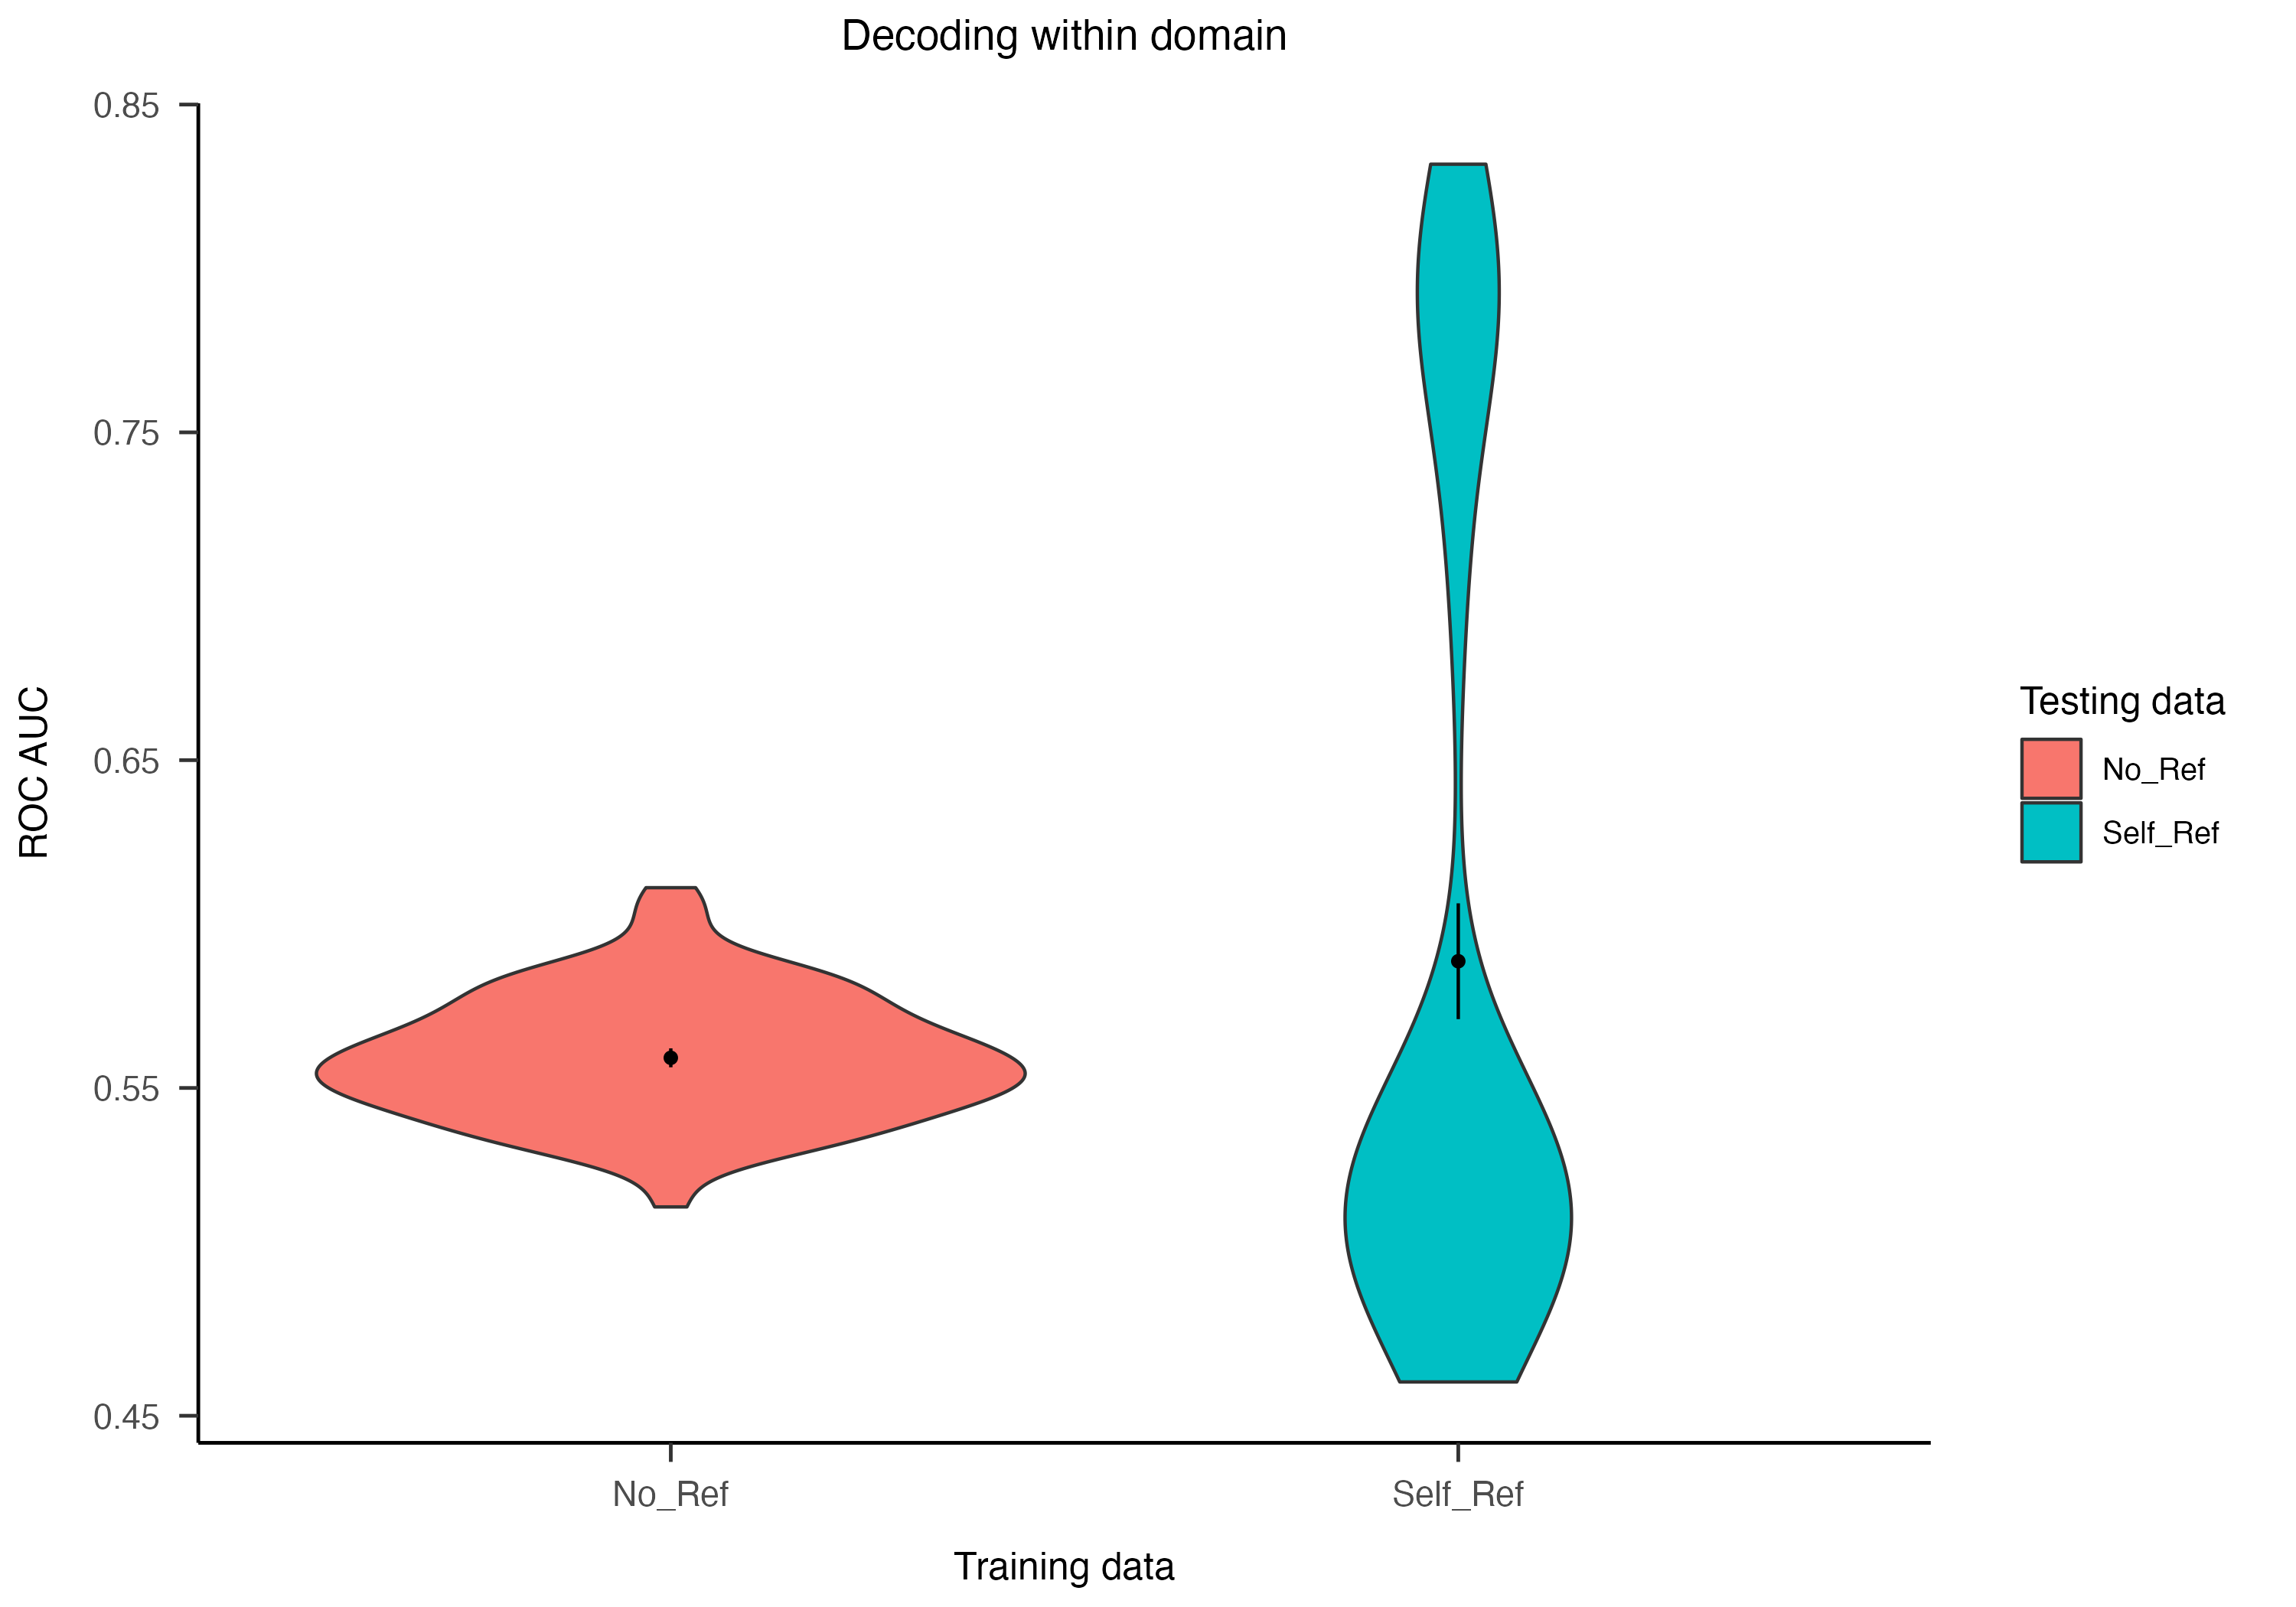 Decoding within domain
0.85
0.75
0.65
0.55
0.45
ROC AUC
No_Ref
Self_Ref
Training data
Testing data
No_Ref
Self_Ref